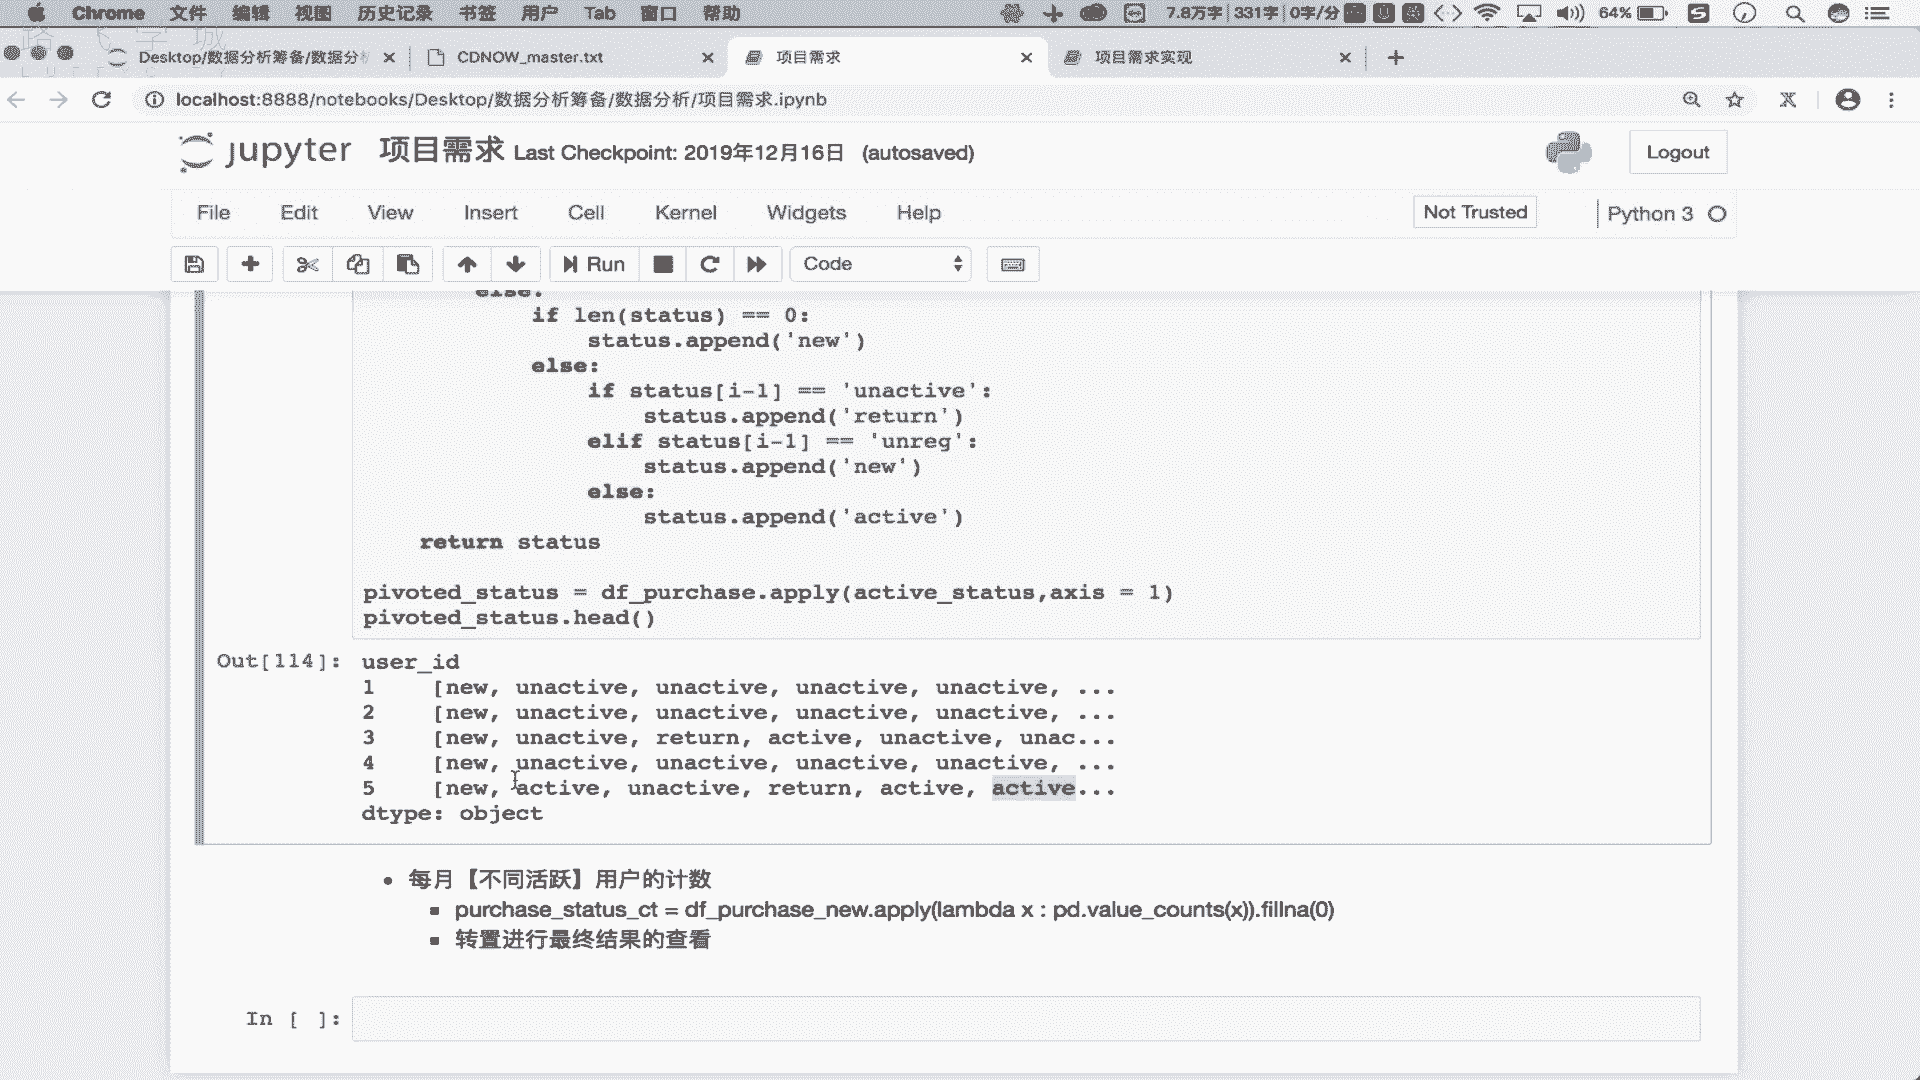 Chrome 文件 编辑 视图 历史记录 书签 用户 Tab 窗口 帮助 7.8万字 331字 0字/分 64%
Desktop/数据分析筹备/数据分 CDNOW_master.txt 项目需求 项目需求实现
localhost:8888/notebooks/Desktop/数据分析筹备/数据分析/项目需求.ipynb
jupyter 项目需求 Last Checkpoint: 2019年12月16日 (autosaved) Logout
File Edit View Insert Cell Kernel Widgets Help Not Trusted Python 3
Run Code
else:
if len(status) == 0:
status.append('new')
else:
if status[i-1] == 'unactive':
status.append('return')
elif status[i-1] == 'unreg':
status.append('new')
else:
status.append('active')
return status
pivoted_status = df_purchase.apply(active_status,axis = 1)
pivoted_status.head()
Out[114]: user_id
1 [new, unactive, unactive, unactive, unactive, ...
2 [new, unactive, unactive, unactive, unactive, ...
3 [new, unactive, return, active, unactive, unac...
4 [new, unactive, unactive, unactive, unactive, ...
5 [new, active, unactive, return, active, active...
dtype: object
• 每月【不同活跃】用户的计数
▪ purchase_status_ct = df_purchase_new.apply(lambda x : pd.value_counts(x)).fillna(0)
▪ 转置进行最终结果的查看
In [ ]: